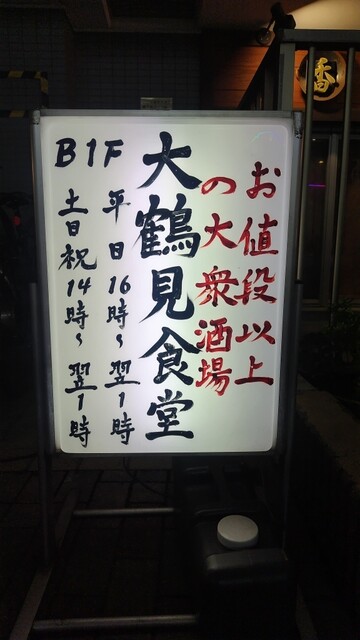 お値段以上
の大衆酒場
大鶴見食堂
B1F
平日16時~翌1時
土日祝14時~翌1時